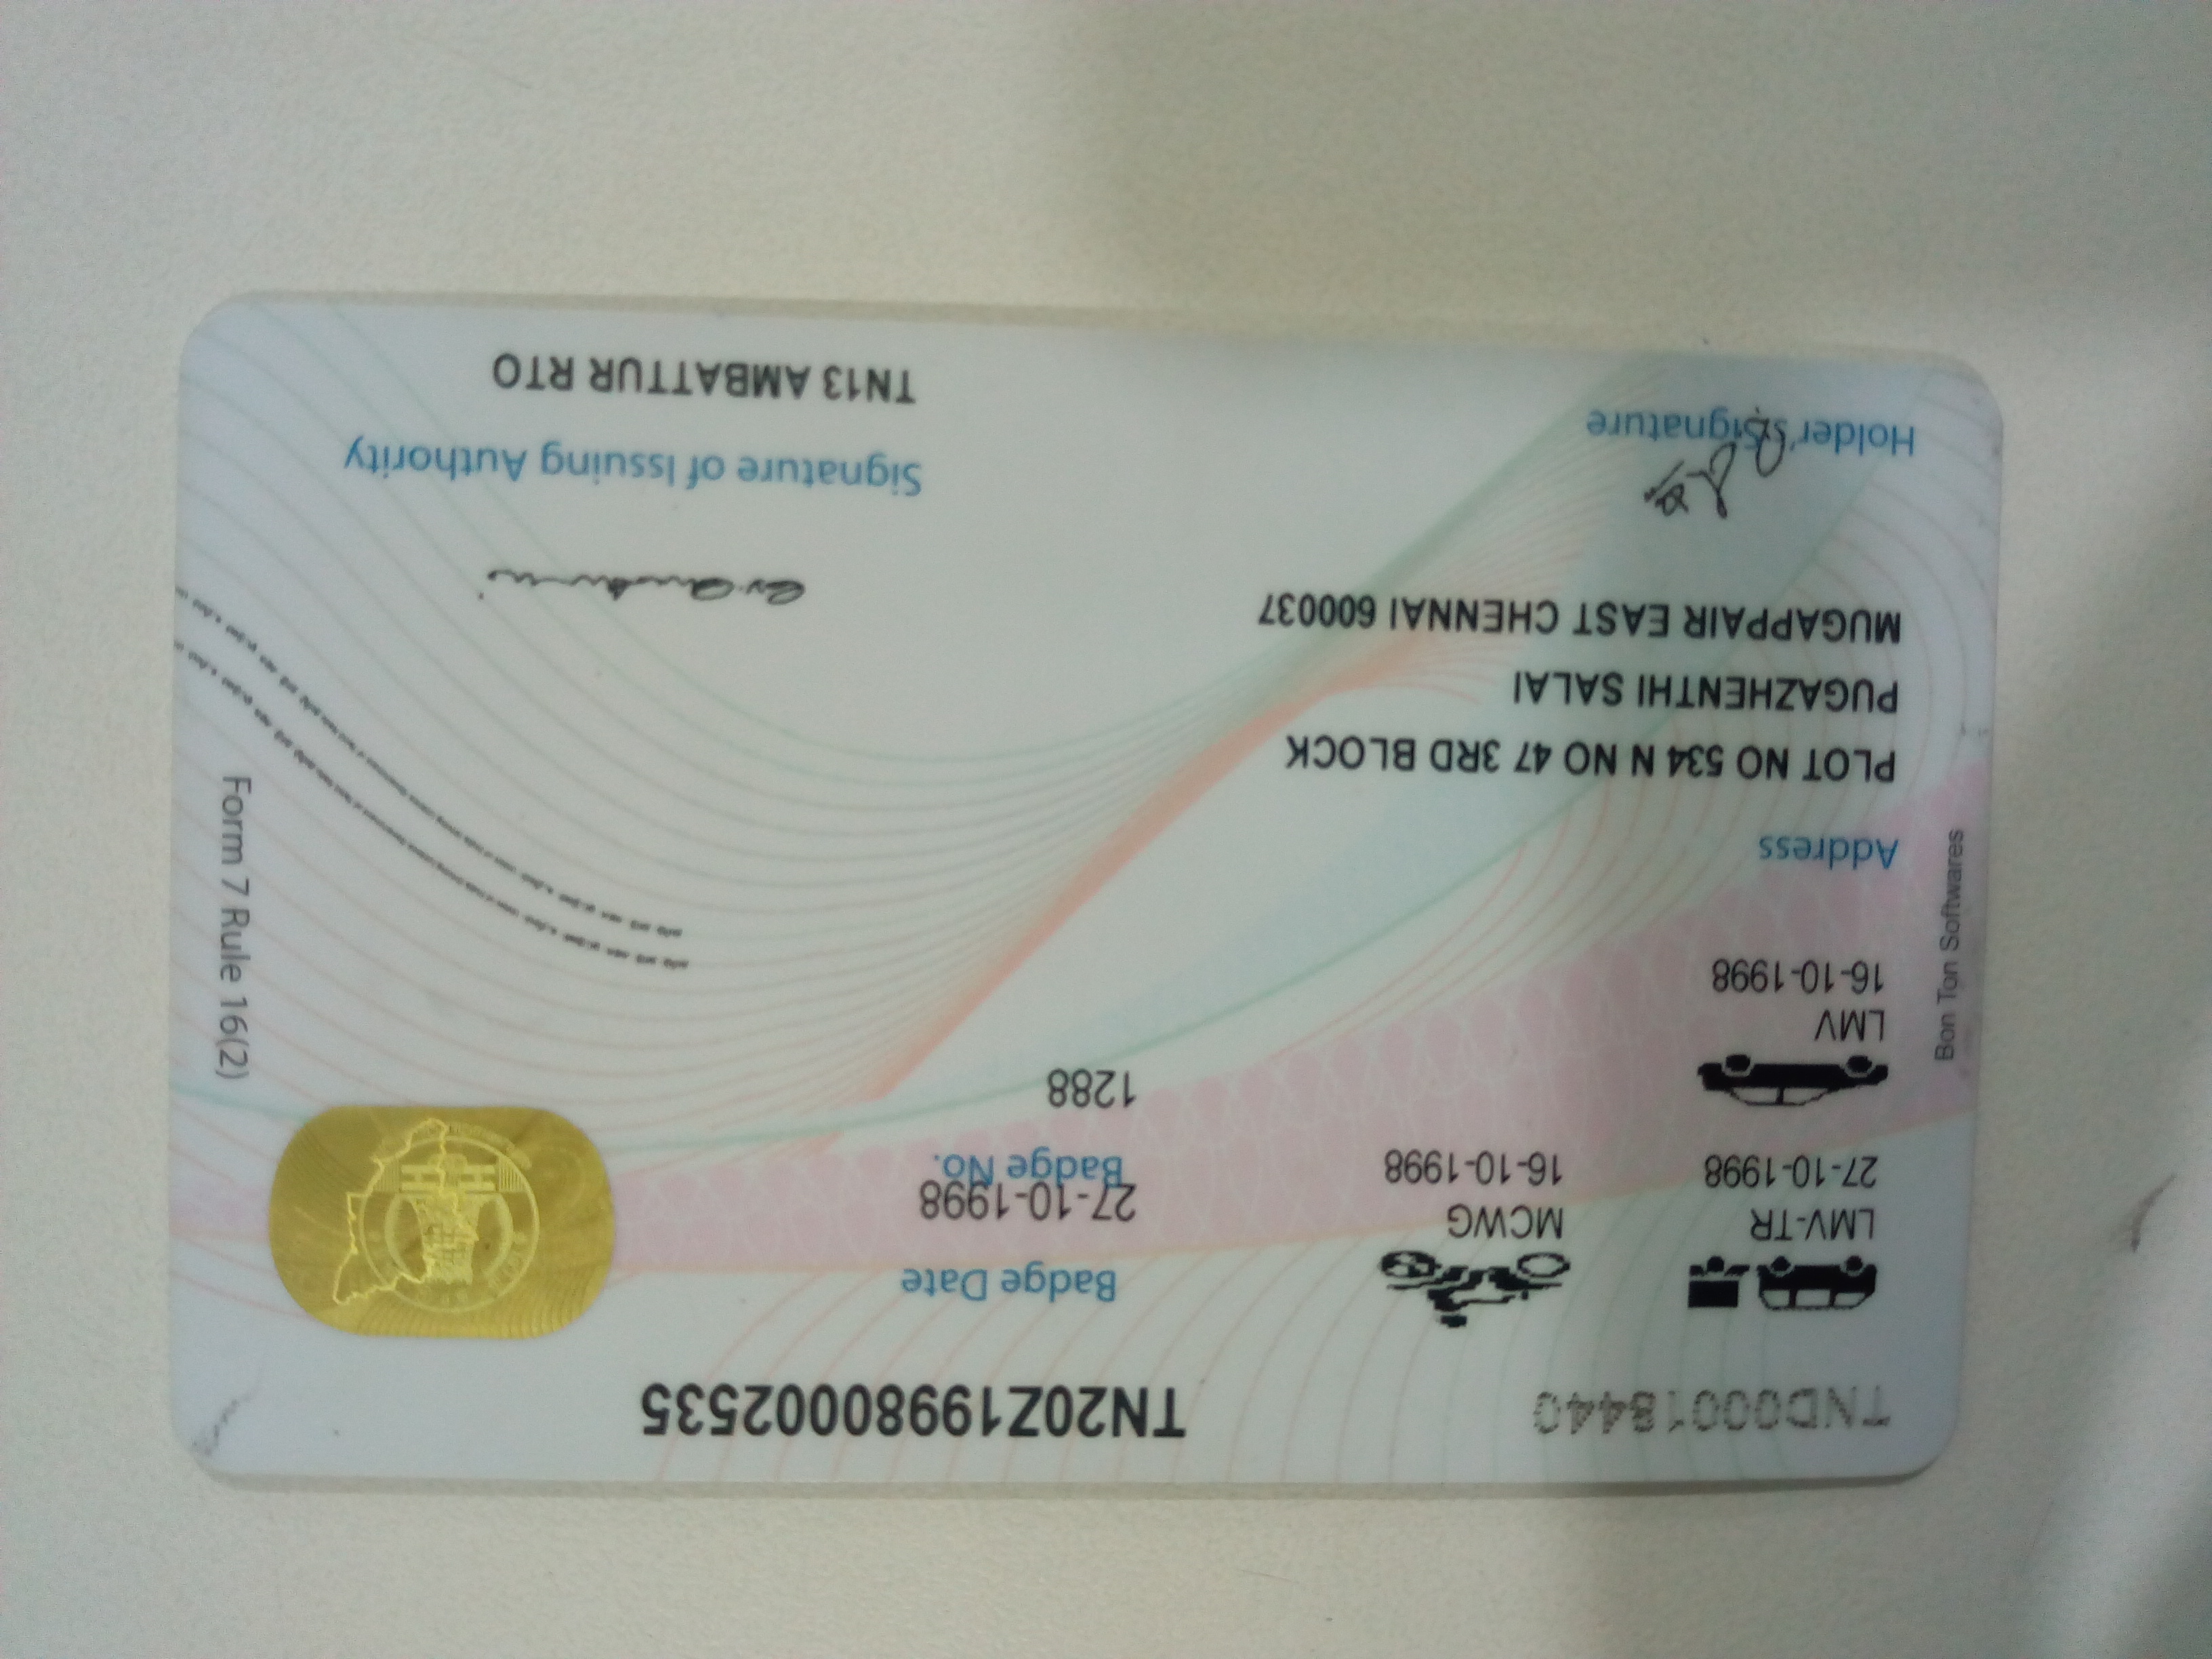 TND00018440
TN20Z19980002535
LMV-TR
27-10-1998
MCWG
16-10-1998
Badge Date
27-10-1998
Badge No.
1288
LMV
16-10-1998
Address
PLOT NO 534 N NO 47 3RD BLOCK
PUGAZHENTHI SALAI
MUGAPPAIR EAST CHENNAI 600037
Holder's Signature
Signature of Issuing Authority
TN13 AMBATTUR RTO
Form 7 Rule 16(2)
Bon Ton Softwares